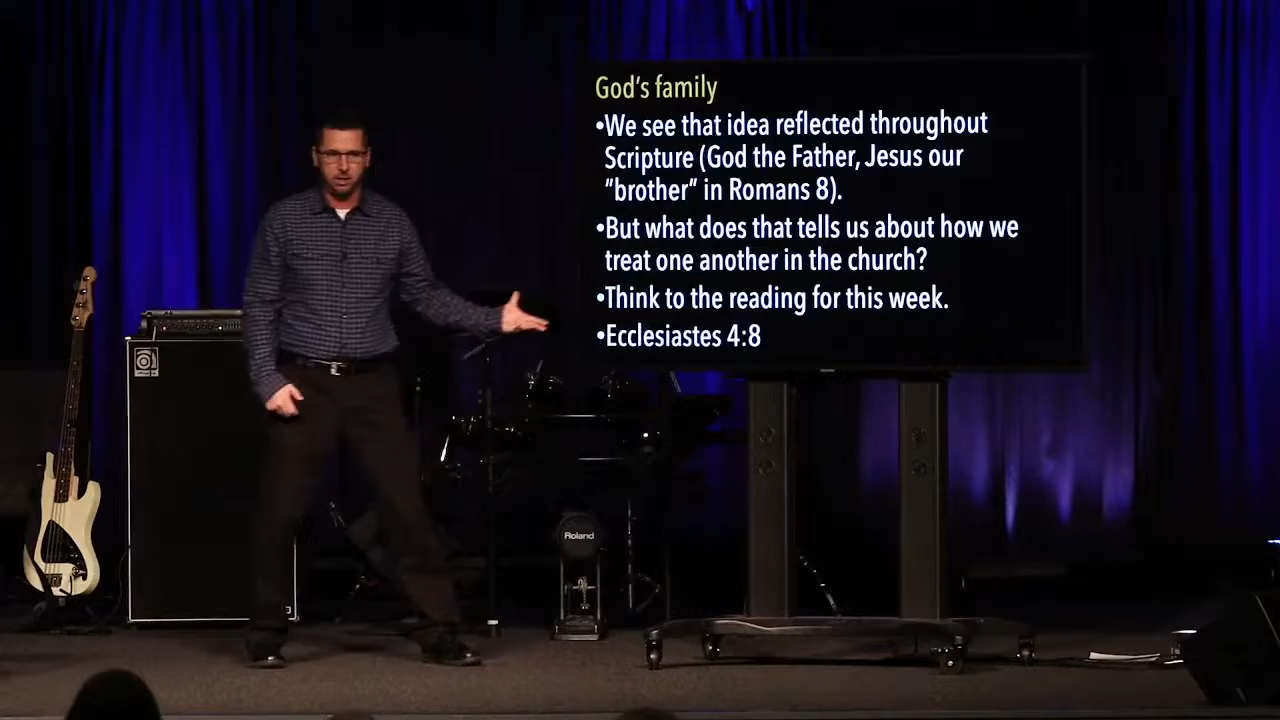 God's family
•We see that idea reflected throughout
Scripture (God the Father, Jesus our
"brother" in Romans 8).
•But what does that tells us about how we
treat one another in the church?
•Think to the reading for this week.
•Ecclesiastes 4:8
Roland